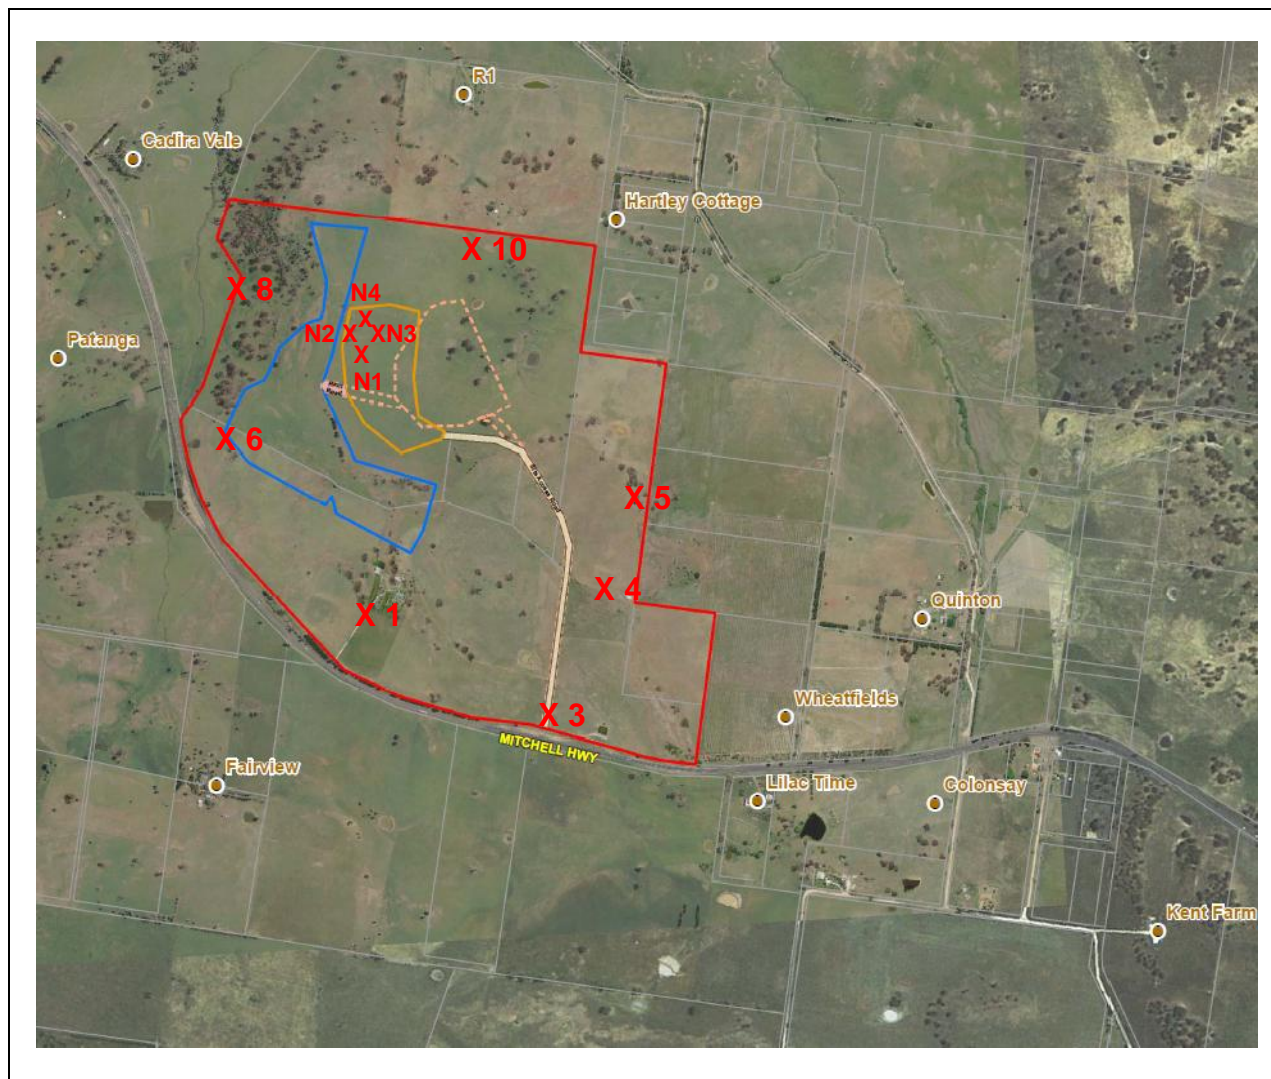 R1
Cadira Vale
Hartley Cottage
X 10
X 8
N4
X
N2 X XN3
Patanga
X
N1
X 6
X 5
X 4
Quinton
X 1
X 3
Wheatfields
MITCHELL HWY
Fairview
Lilac Time
Colonsay
Kent Farm